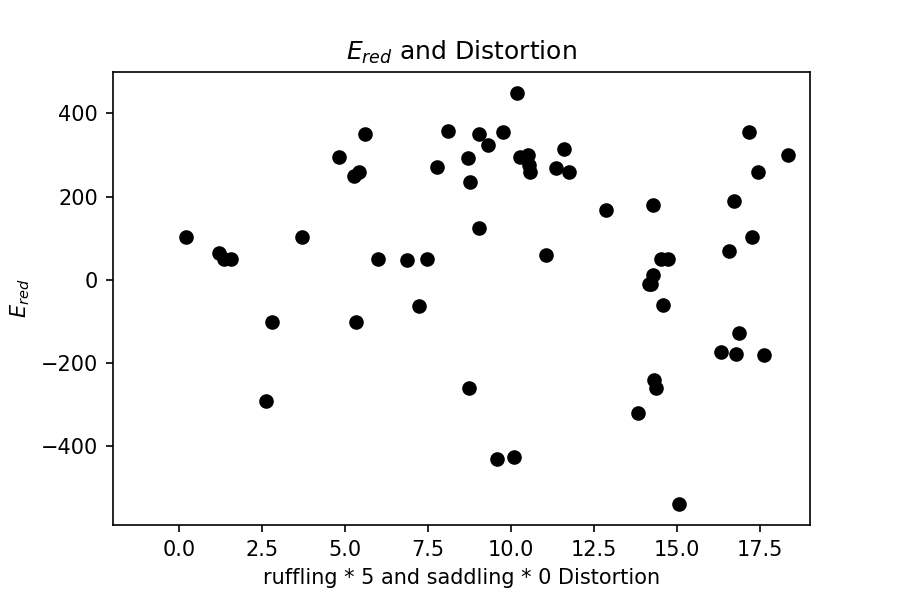 E_red and Distortion
400
200
0
−200
−400
E_red
0.0 2.5 5.0 7.5 10.0 12.5 15.0 17.5
ruffling * 5 and saddling * 0 Distortion